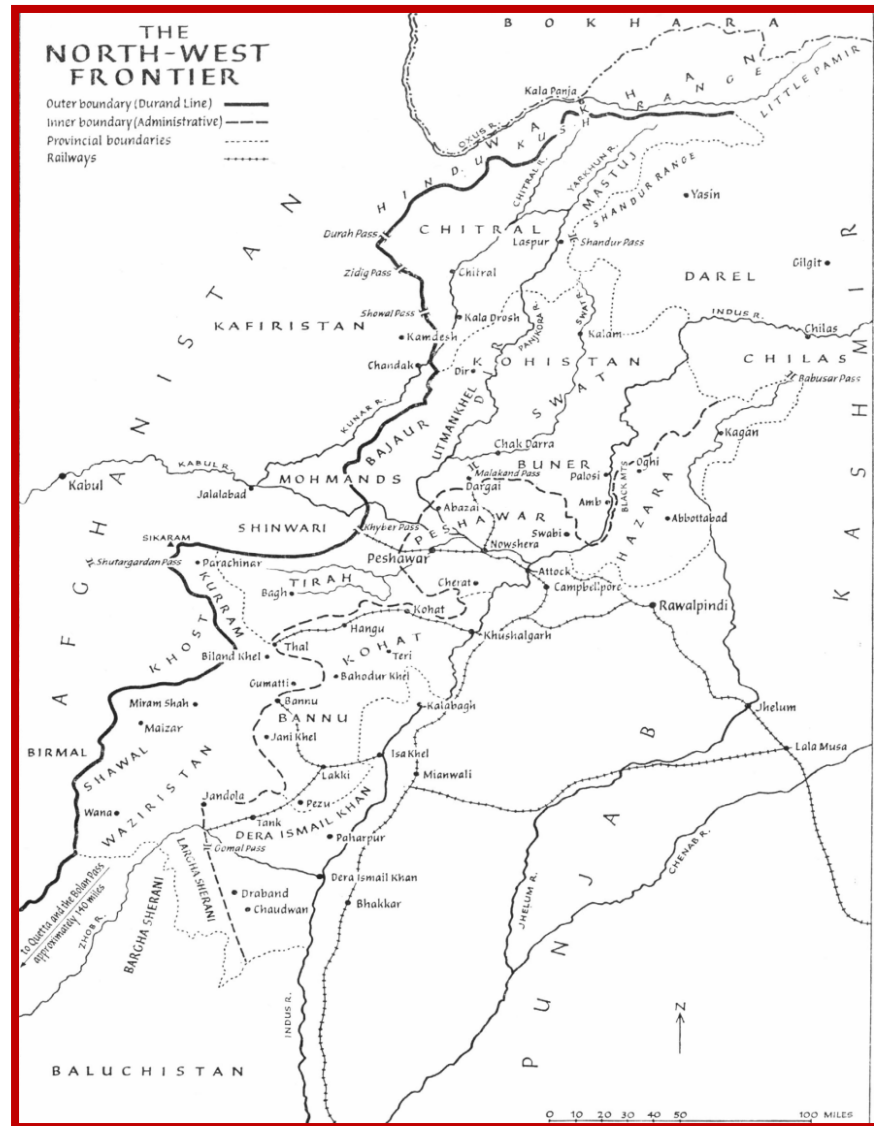 THE
NORTH-WEST
FRONTIER
Outer boundary (Durand Line)
Inner boundary (Administrative)
Provincial boundaries
Railways
BOKHARA
Kala Panja
WAKHAN
RANGE
LITTLE PAMIR
OXUS R.
HINDU KUSH
CHITRAL R.
YARKHUN R.
MASTUJ
SHANDUR RANGE
Yasin
CHITRAL
Durah Pass
Laspur
Shandur Pass
Gilgit
Zidig Pass
Chitral
DAREL
Showal Pass
Kala Drosh
PANJKORA R.
SWAT R.
INDUS R.
KAFIRISTAN
Kamdesh
Kalam
Chilas
Chandak
Dir
DIR
KOHISTAN
CHILAS
Babusar Pass
KUNAR R.
UTMANKHEL
SWAT
BAJAUR
Kagan
Chak Darra
Kabul
KABUL R.
MOHMANDS
Malakand Pass
BUNER
Palosi
Oghi
Jalalabad
Dargai
Amb
BLACK MTS
HAZARA
Abazai
Abbottabad
SHINWARI
Khyber Pass
PESHAWAR
Swabi
SIKARAM
Peshawar
Nowshera
Shutargardan Pass
Parachinar
Attock
KURRAM
TIRAH
Cherat
Campbellpore
Bagh
Rawalpindi
Kohat
AFGHANISTAN
KASHMIR
KHOST
Thal
Hangu
KOHAT
Khushalgarh
Biland Khel
Teri
Gumatti
Bahodur Khel
Miram Shah
Bannu
Kalabagh
Jhelum
Maizar
BANNU
Jani Khel
BIRMAL
SHAWAL
Isa Khel
Lala Musa
Lakki
Mianwali
WAZIRISTAN
Jandola
Pezu
Wana
Tank
DERA ISMAIL KHAN
Paharpur
Gomal Pass
CHENAB R.
LARGHA SHERANI
Dera Ismail Khan
JHELUM R.
to Quetta and the Bolan Pass
approximately 140 miles
Draband
Bhakkar
Chaudwan
ZHOB R.
BARGHA SHERANI
PUNJAB
INDUS R.
N
BALUCHISTAN
0 10 20 30 40 50 100 MILES